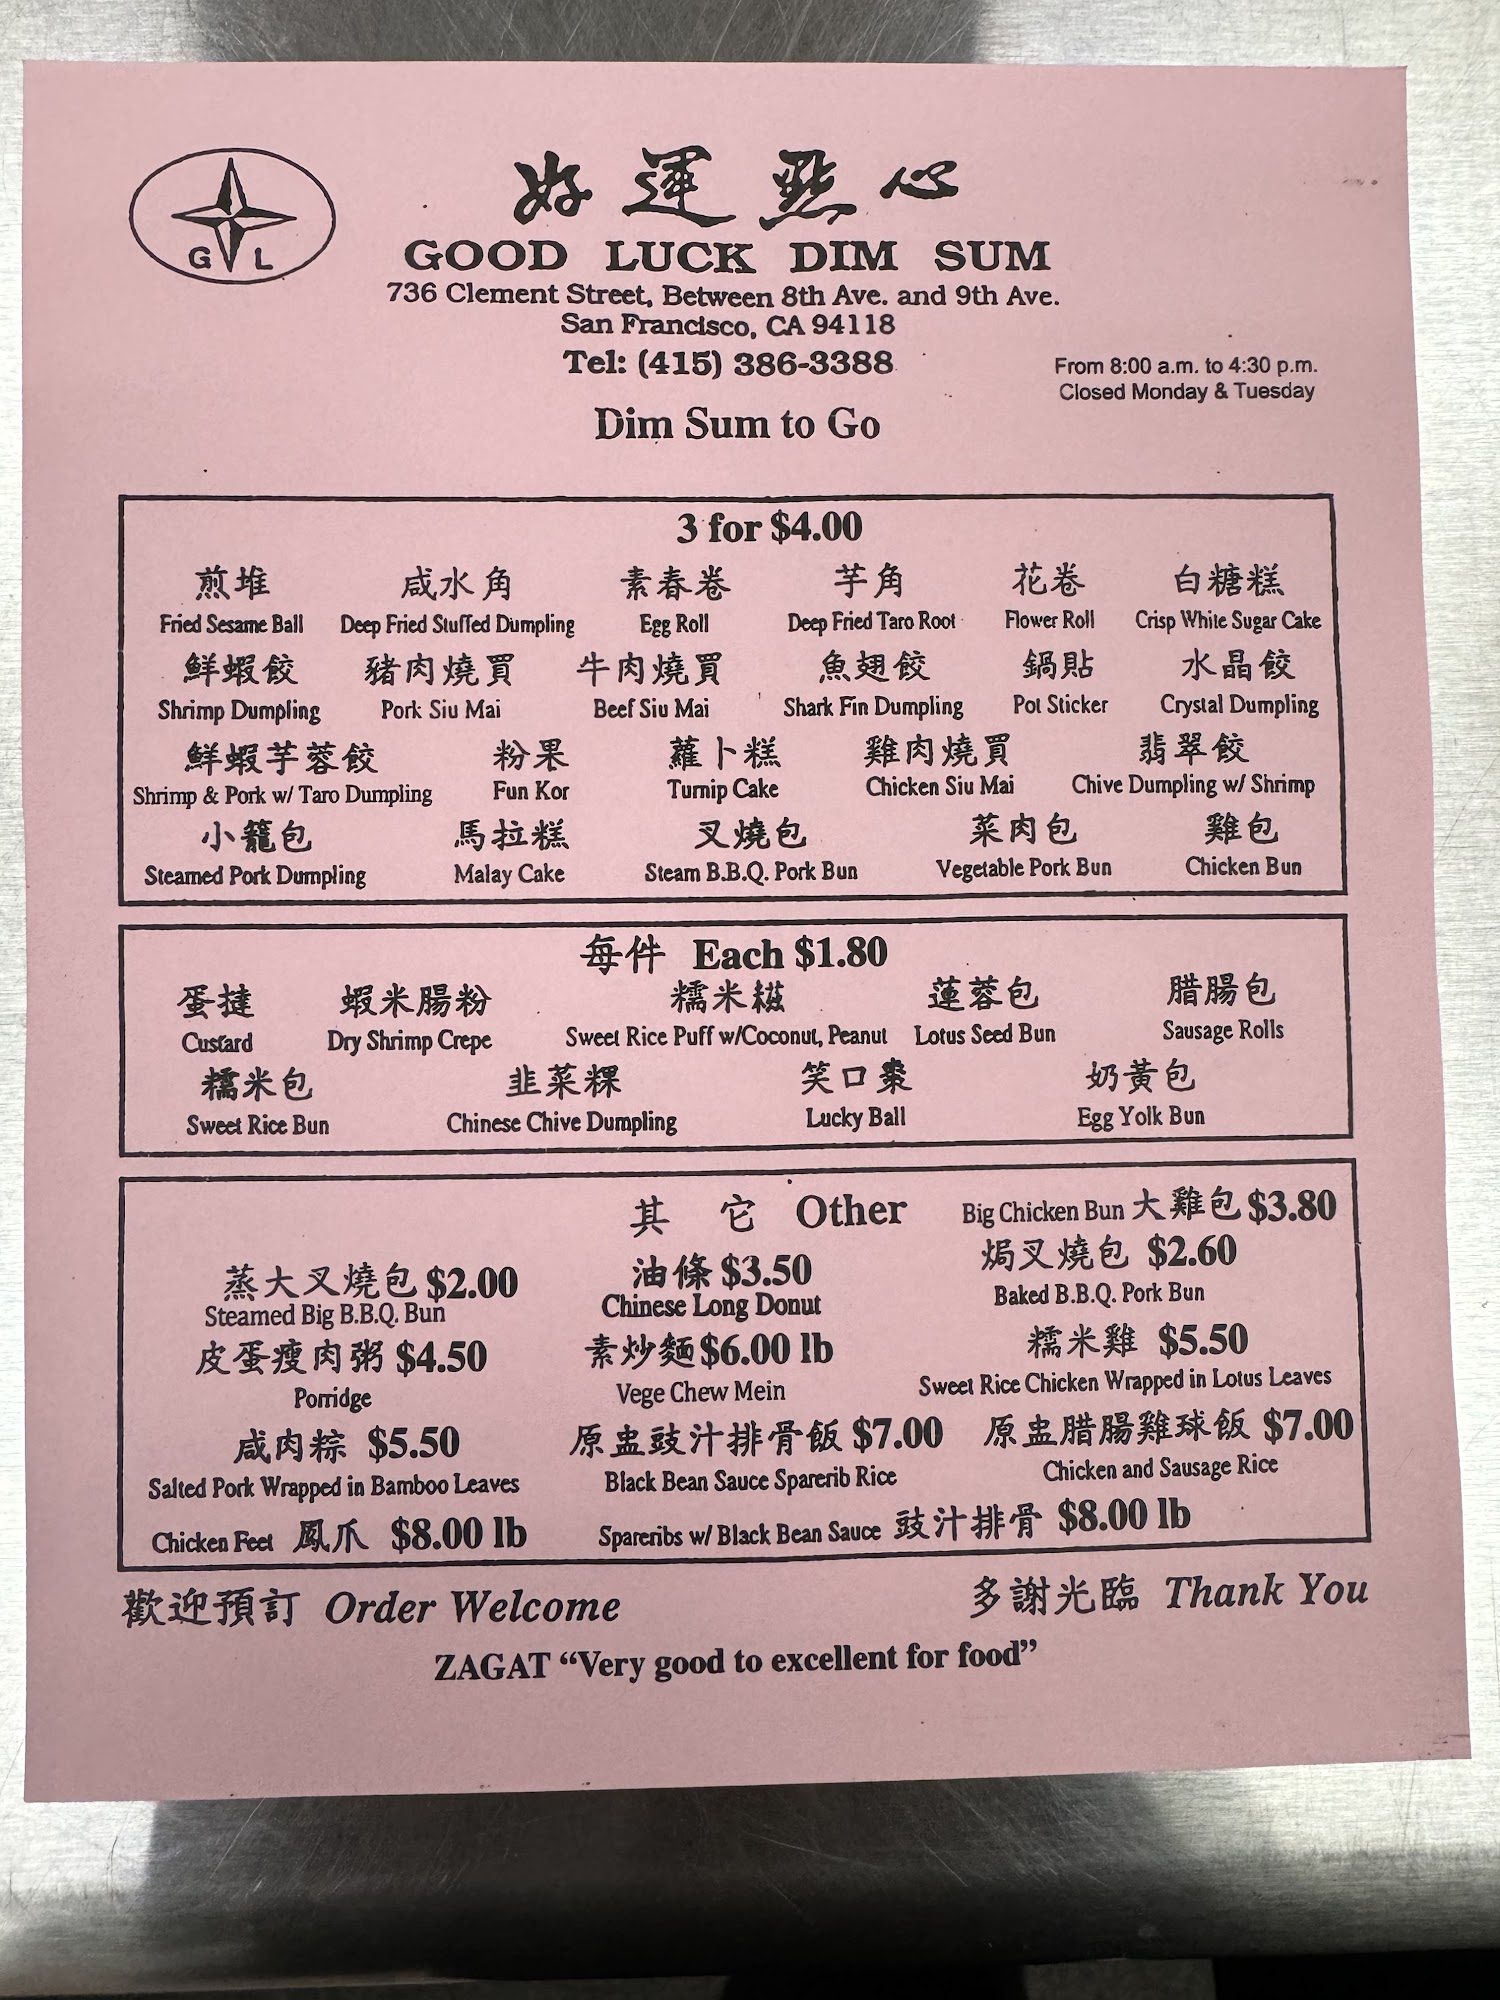 好運點心
G L
GOOD LUCK DIM SUM
736 Clement Street, Between 8th Ave. and 9th Ave.
San Francisco, CA 94118
Tel: (415) 386-3388
From 8:00 a.m. to 4:30 p.m.
Closed Monday & Tuesday
Dim Sum to Go
3 for $4.00
煎堆 咸水角 素春卷 芋角 花卷 白糖糕
Fried Sesame Ball Deep Fried Stuffed Dumpling Egg Roll Deep Fried Taro Root Flower Roll Crisp White Sugar Cake
鮮蝦餃 豬肉燒買 牛肉燒買 魚翅餃 鍋貼 水晶餃
Shrimp Dumpling Pork Siu Mai Beef Siu Mai Shark Fin Dumpling Pot Sticker Crystal Dumpling
鮮蝦芋蓉餃 粉果 蘿卜糕 雞肉燒買 翡翠餃
Shrimp & Pork w/ Taro Dumpling Fun Kor Turnip Cake Chicken Siu Mai Chive Dumpling w/ Shrimp
小籠包 馬拉糕 叉燒包 菜肉包 雞包
Steamed Pork Dumpling Malay Cake Steam B.B.Q. Pork Bun Vegetable Pork Bun Chicken Bun
每件 Each $1.80
蛋撻 蝦米腸粉 糯米糍 蓮蓉包 腊腸包
Custard Dry Shrimp Crepe Sweet Rice Puff w/Coconut, Peanut Lotus Seed Bun Sausage Rolls
糯米包 韭菜粿 笑口棗 奶黃包
Sweet Rice Bun Chinese Chive Dumpling Lucky Ball Egg Yolk Bun
其它 Other Big Chicken Bun 大雞包 $3.80
蒸大叉燒包 $2.00 油條 $3.50 焗叉燒包 $2.60
Steamed Big B.B.Q. Bun Chinese Long Donut Baked B.B.Q. Pork Bun
皮蛋瘦肉粥 $4.50 素炒麵 $6.00 lb 糯米雞 $5.50
Porridge Vege Chew Mein Sweet Rice Chicken Wrapped in Lotus Leaves
咸肉粽 $5.50 原盅豉汁排骨飯 $7.00 原盅腊腸雞球飯 $7.00
Salted Pork Wrapped in Bamboo Leaves Black Bean Sauce Sparerib Rice Chicken and Sausage Rice
Chicken Feet 鳳爪 $8.00 lb Spareribs w/ Black Bean Sauce 豉汁排骨 $8.00 lb
歡迎預訂 Order Welcome 多謝光臨 Thank You
ZAGAT “Very good to excellent for food”